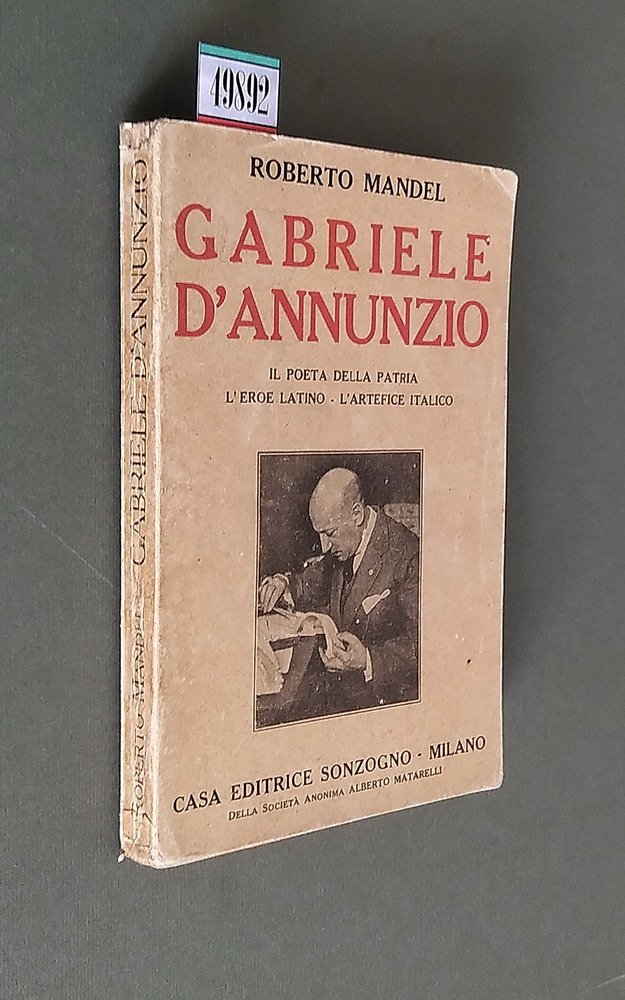 49892
ROBERTO MANDEL
GABRIELE
D'ANNUNZIO
IL POETA DELLA PATRIA
L'EROE LATINO - L'ARTEFICE ITALICO
CASA EDITRICE SONZOGNO - MILANO
DELLA SOCIETÀ ANONIMA ALBERTO MATARELLI
ROBERTO MANDEL - GABRIELE D'ANNUNZIO